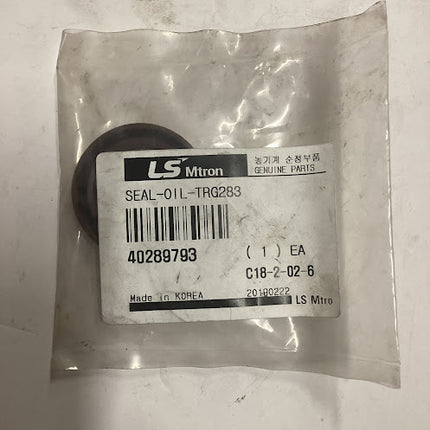 LS Mtron
농기계 순정부품
GENUINE PARTS
SEAL-OIL-TRG283
40289793
( 1 ) EA
C18-2-02-6
Made in KOREA
20180222
LS Mtro